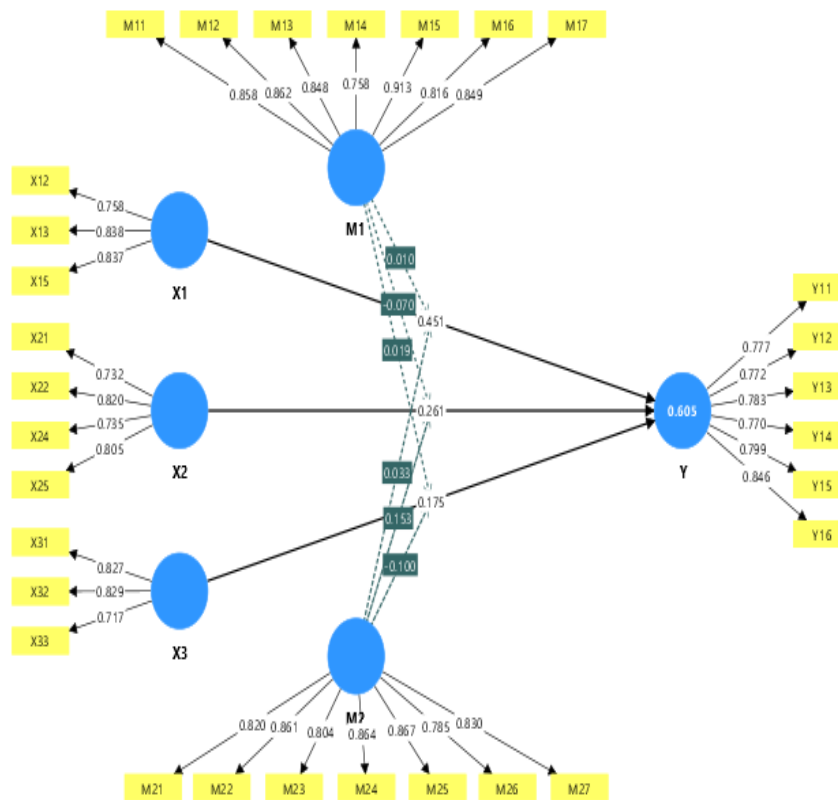 M11 M12 M13 M14 M15 M16 M17
0.858 0.862 0.848 0.758 0.913 0.816 0.849
M1
X12
X13
X15
0.758
0.838
0.837
X1
X21
X22
X24
X25
0.732
0.820
0.735
0.805
X2
X31
X32
X33
0.827
0.829
0.717
X3
0.010
-0.070
0.019
0.451
0.261
0.175
0.033
0.153
-0.100
0.605
Y
0.777
0.772
0.783
0.770
0.799
0.846
Y11
Y12
Y13
Y14
Y15
Y16
M2
0.820 0.861 0.804 0.864 0.867 0.785 0.830
M21 M22 M23 M24 M25 M26 M27